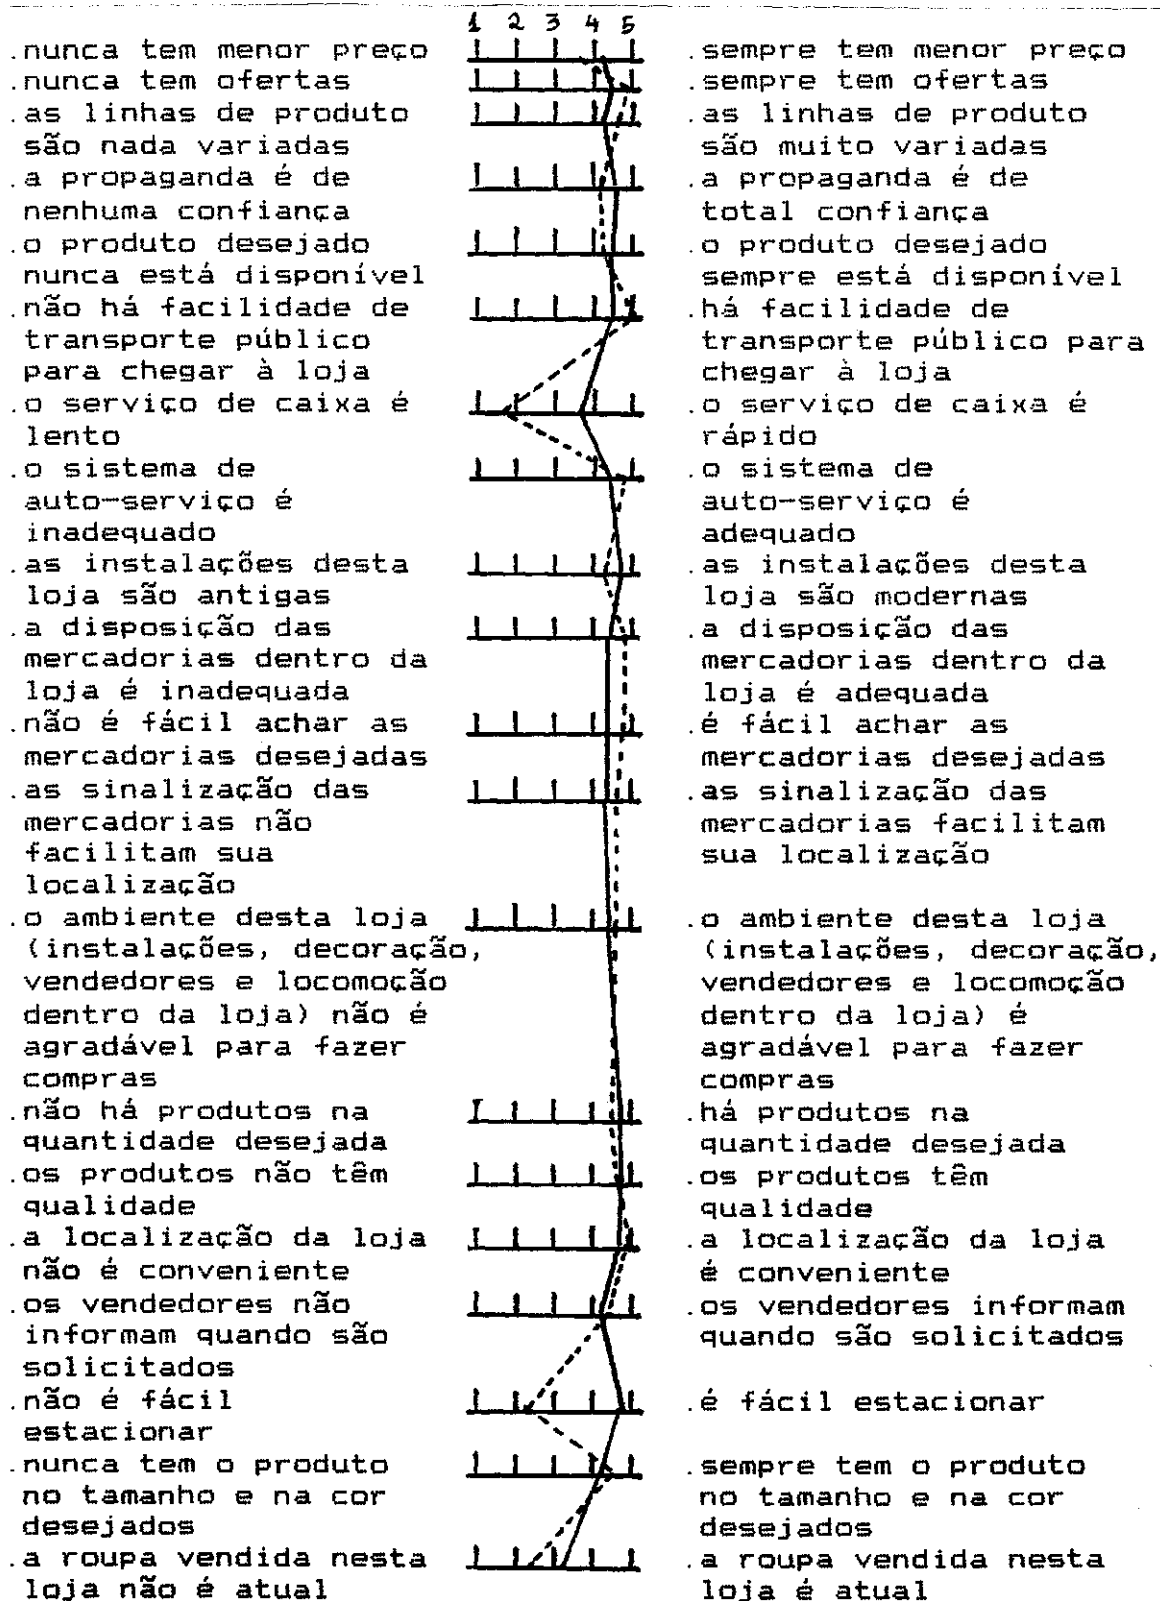 1 2 3 4 5
.nunca tem menor preço .sempre tem menor preço
.nunca tem ofertas .sempre tem ofertas
.as linhas de produto .as linhas de produto
são nada variadas são muito variadas
.a propaganda é de .a propaganda é de
nenhuma confiança total confiança
.o produto desejado .o produto desejado
nunca está disponível sempre está disponível
.não há facilidade de .há facilidade de
transporte público transporte público para
para chegar à loja chegar à loja
.o serviço de caixa é .o serviço de caixa é
lento rápido
.o sistema de .o sistema de
auto-serviço é auto-serviço é
inadequado adequado
.as instalações desta .as instalações desta
loja são antigas loja são modernas
.a disposição das .a disposição das
mercadorias dentro da mercadorias dentro da
loja é inadequada loja é adequada
.não é fácil achar as .é fácil achar as
mercadorias desejadas mercadorias desejadas
.as sinalização das .as sinalização das
mercadorias não mercadorias facilitam
facilitam sua sua localização
localização
.o ambiente desta loja .o ambiente desta loja
(instalações, decoração, (instalações, decoração,
vendedores e locomoção vendedores e locomoção
dentro da loja) não é dentro da loja) é
agradável para fazer agradável para fazer
compras compras
.não há produtos na .há produtos na
quantidade desejada quantidade desejada
.os produtos não têm .os produtos têm
qualidade qualidade
.a localização da loja .a localização da loja
não é conveniente é conveniente
.os vendedores não .os vendedores informam
informam quando são quando são solicitados
solicitados
.não é fácil .é fácil estacionar
estacionar
.nunca tem o produto .sempre tem o produto
no tamanho e na cor no tamanho e na cor
desejados desejados
.a roupa vendida nesta .a roupa vendida nesta
loja não é atual loja é atual